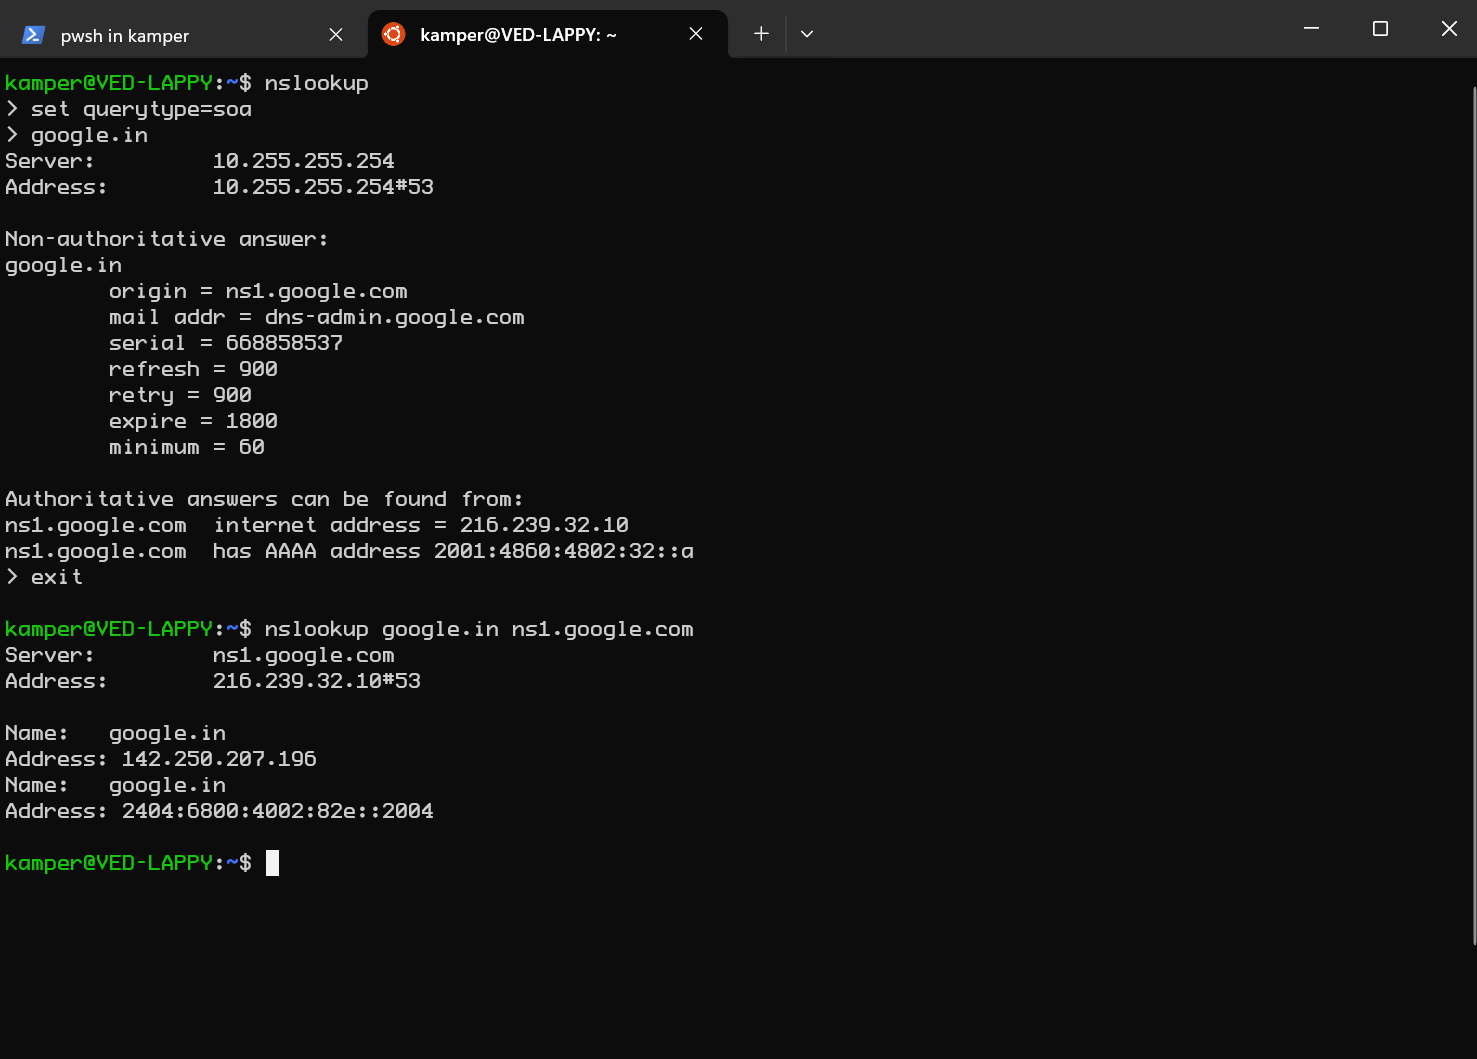 pwsh in kamper
kamper@VED-LAPPY: ~
kamper@VED-LAPPY:~$ nslookup
> set querytype=soa
> google.in
Server:         10.255.255.254
Address:        10.255.255.254#53
Non-authoritative answer:
google.in
        origin = ns1.google.com
        mail addr = dns-admin.google.com
        serial = 668858537
        refresh = 900
        retry = 900
        expire = 1800
        minimum = 60
Authoritative answers can be found from:
ns1.google.com  internet address = 216.239.32.10
ns1.google.com  has AAAA address 2001:4860:4802:32::a
> exit
kamper@VED-LAPPY:~$ nslookup google.in ns1.google.com
Server:         ns1.google.com
Address:        216.239.32.10#53
Name:   google.in
Address: 142.250.207.196
Name:   google.in
Address: 2404:6800:4002:82e::2004
kamper@VED-LAPPY:~$